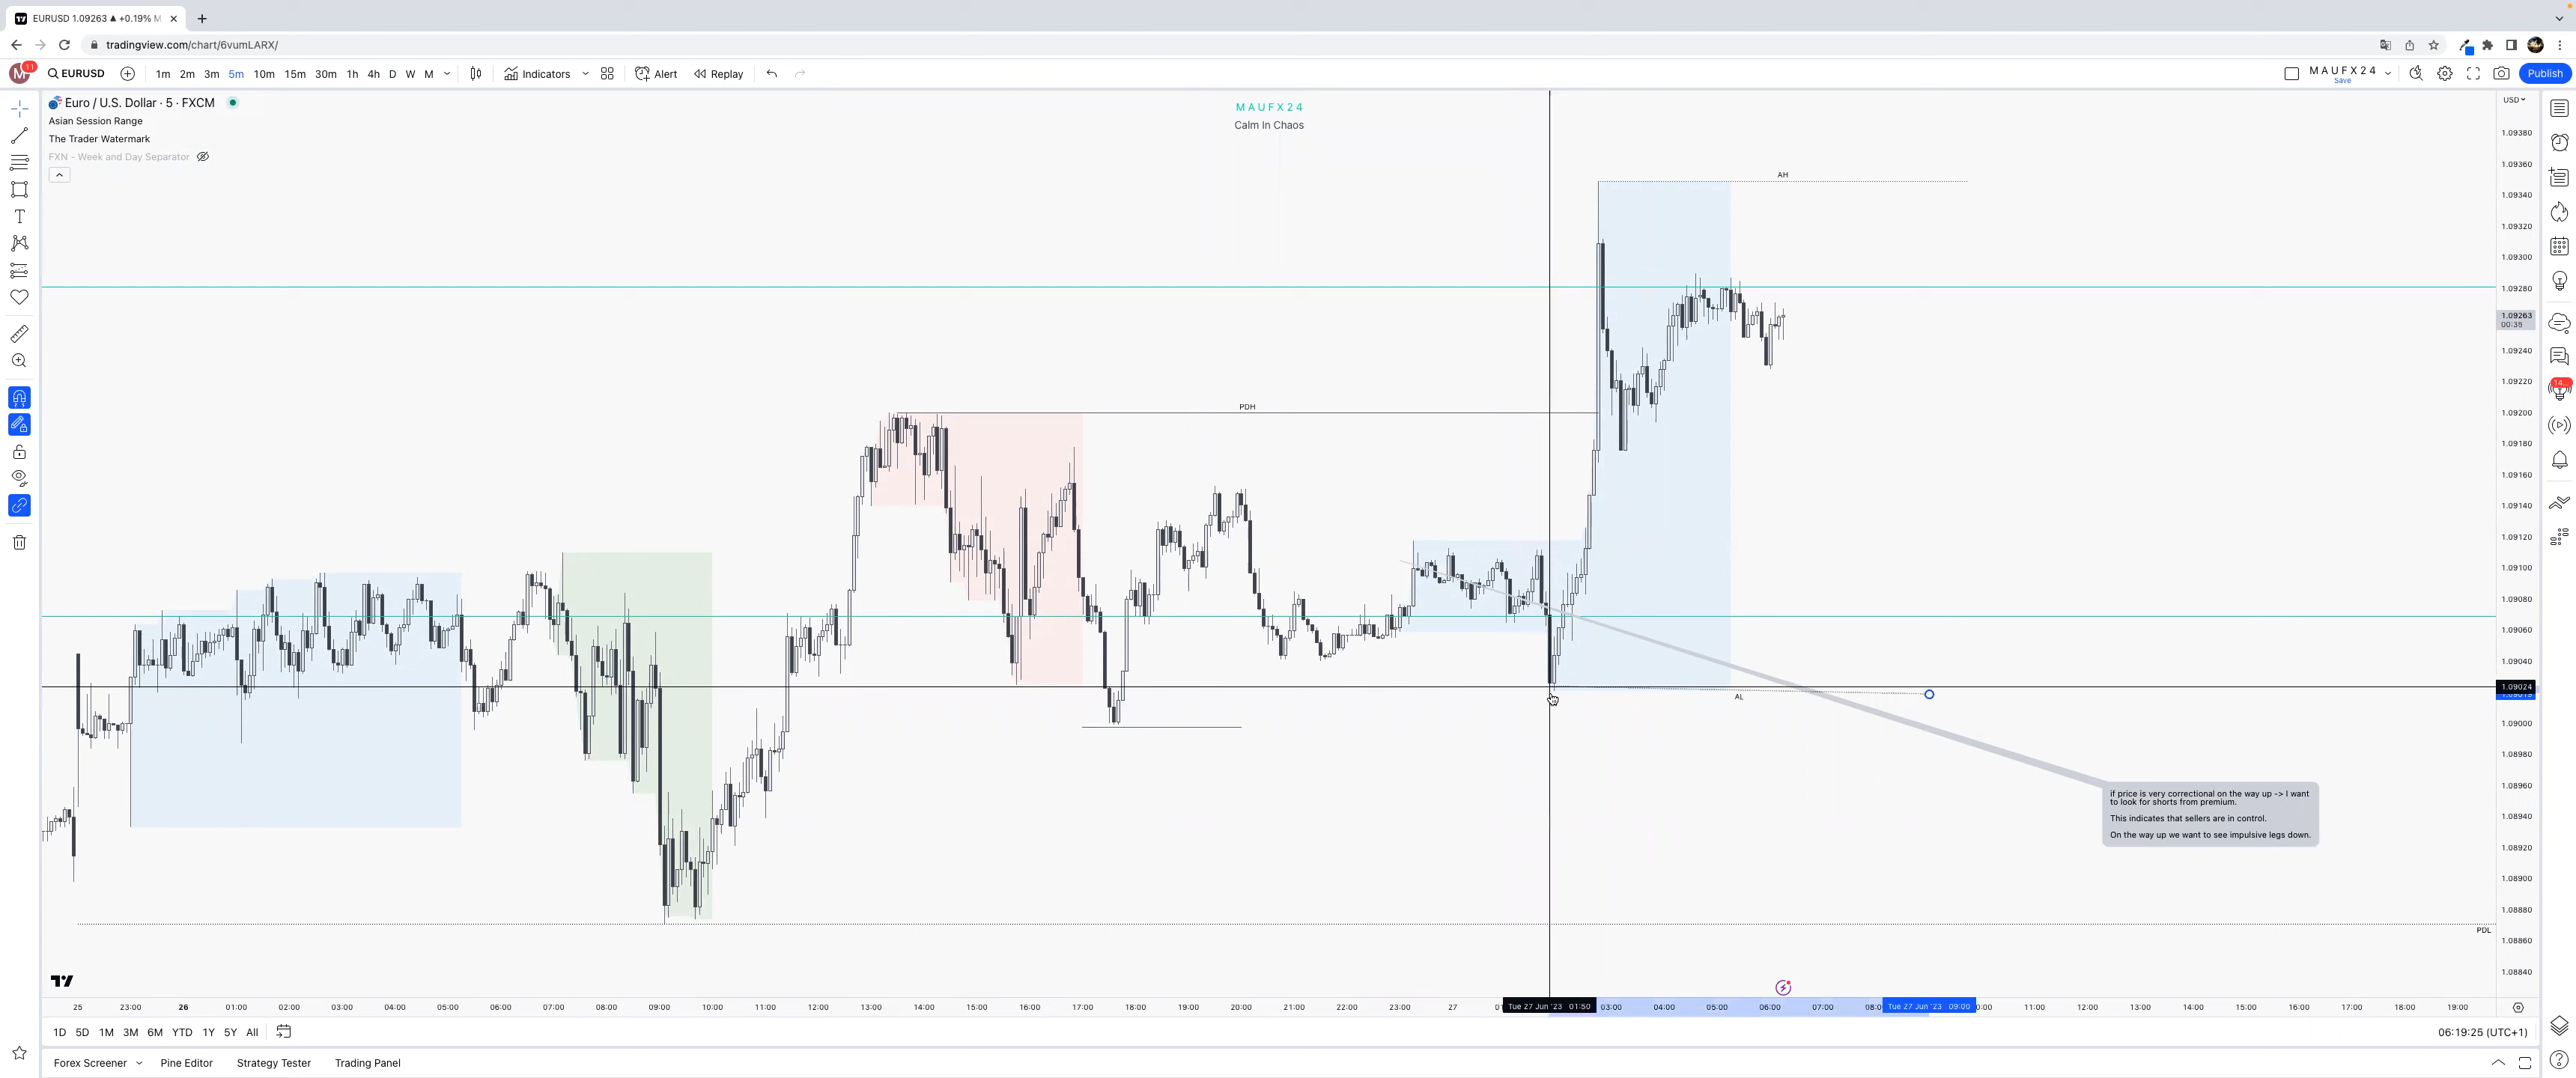 EURUSD 1.09263 ▲ +0.19% M
tradingview.com/chart/6vumLARX/
M
11
EURUSD
1m 2m 3m 5m 10m 15m 30m 1h 4h D W M
Indicators
Alert
Replay
MAUFX24
Save
Publish
Euro / U.S. Dollar · 5 · FXCM
Asian Session Range
The Trader Watermark
FXN - Week and Day Separator
MAUFX24
Calm In Chaos
USD
1.09380
1.09360
1.09340
1.09320
1.09300
1.09280
1.09263
00:36
1.09240
1.09220
1.09200
1.09180
1.09160
1.09140
1.09120
1.09100
1.09080
1.09060
1.09040
1.09024
1.09000
1.08980
1.08960
1.08940
1.08920
1.08900
1.08880
1.08860
1.08840
AH
PDH
AL
PDL
if price is very correctional on the way up -> I want
to look for shorts from premium.
This indicates that sellers are in control.
On the way up we want to see impulsive legs down.
25 23:00 26 01:00 02:00 03:00 04:00 05:00 06:00 07:00 08:00 09:00 10:00 11:00 12:00 13:00 14:00 15:00 16:00 17:00 18:00 19:00 20:00 21:00 22:00 23:00 27 Tue 27 Jun '23 01:50 03:00 04:00 05:00 06:00 07:00 Tue 27 Jun '23 09:00 11:00 12:00 13:00 14:00 15:00 16:00 17:00 18:00 19:00
1D 5D 1M 3M 6M YTD 1Y 5Y All
06:19:25 (UTC+1)
Forex Screener
Pine Editor
Strategy Tester
Trading Panel